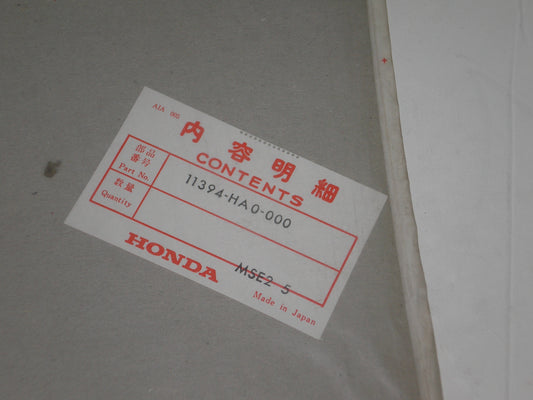 AIA 005
内容明細
CONTENTS
部品番号
Part No.
11394-HA0-000
数量
Quantity
HONDA
MSE2 5
Made in Japan